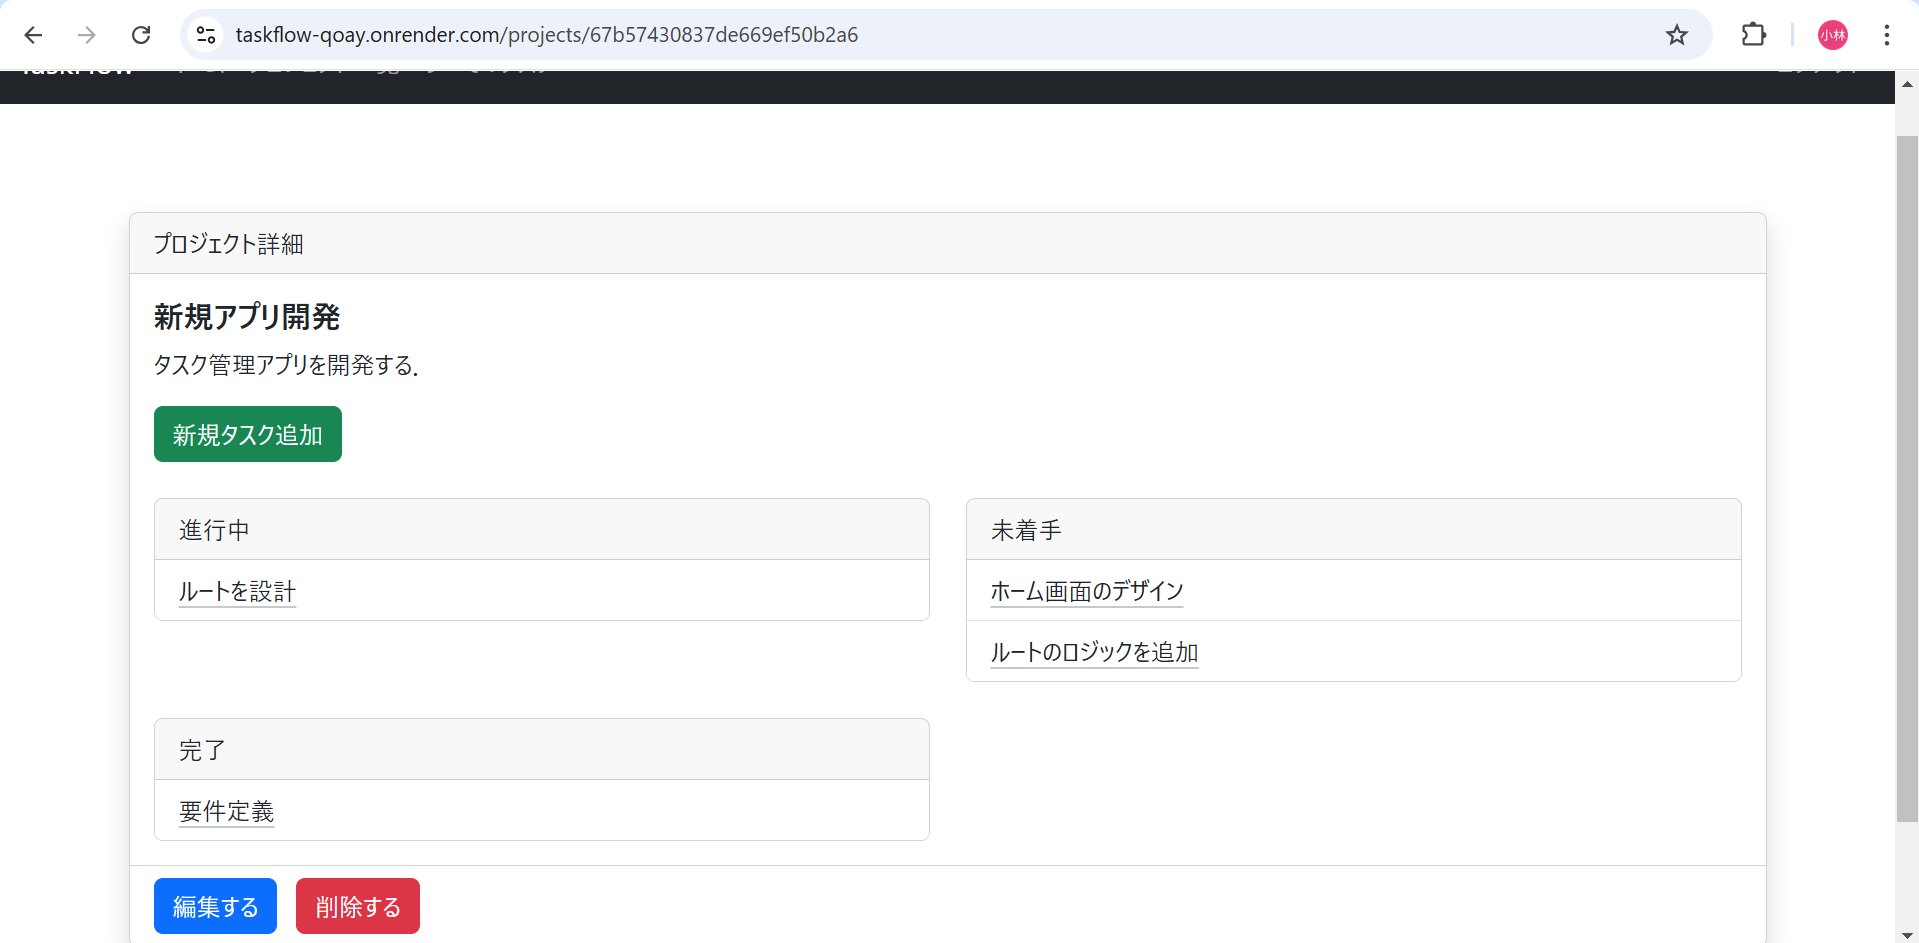 taskflow-qoay.onrender.com/projects/67b57430837de669ef50b2a6
小林
プロジェクト詳細
新規アプリ開発
タスク管理アプリを開発する.
新規タスク追加
進行中
ルートを設計
未着手
ホーム画面のデザイン
ルートのロジックを追加
完了
要件定義
編集する
削除する